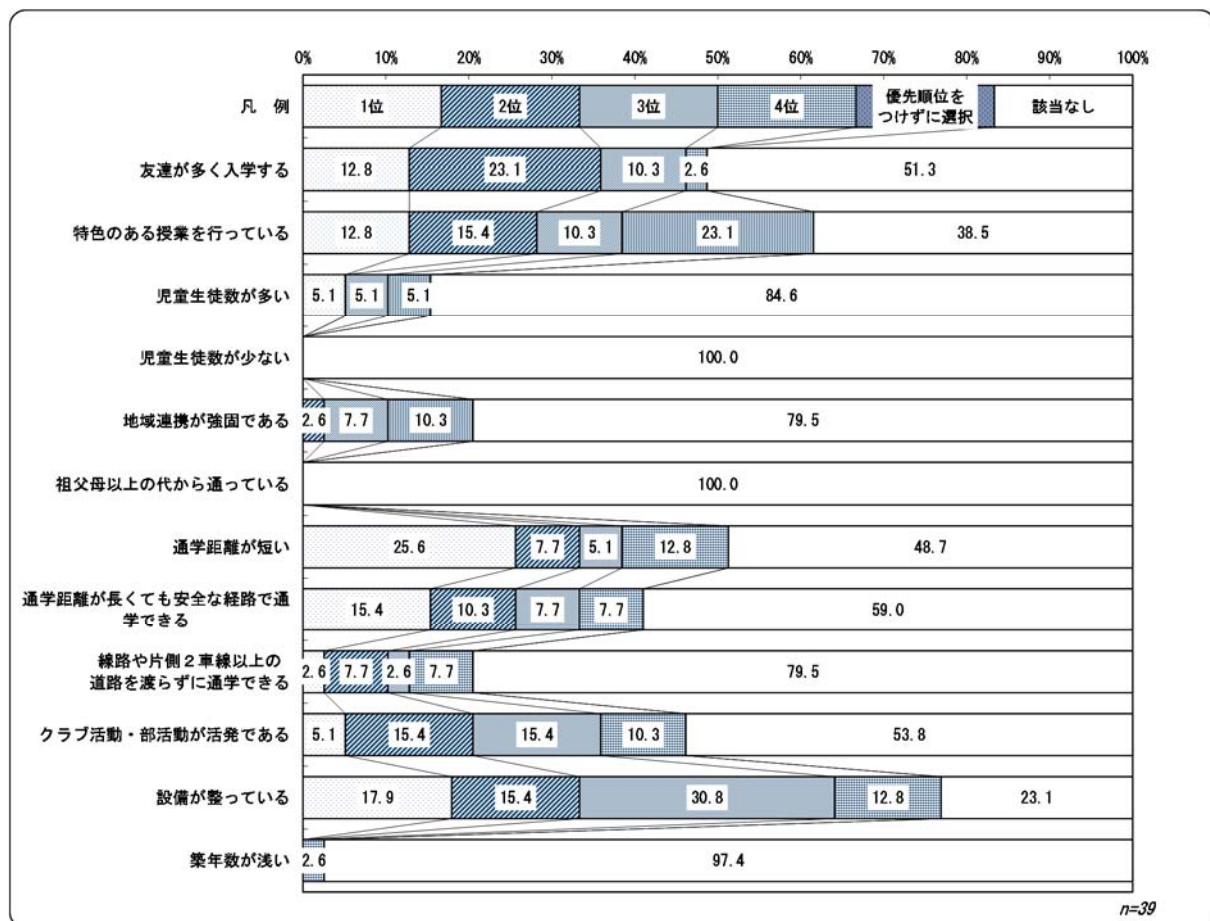 0% 10% 20% 30% 40% 50% 60% 70% 80% 90% 100%
凡 例 1位 2位 3位 4位 優先順位を
つけずに選択 該当なし
友達が多く入学する 12.8 23.1 10.3 2.6 51.3
特色のある授業を行っている 12.8 15.4 10.3 23.1 38.5
児童生徒数が多い 5.1 5.1 5.1 84.6
児童生徒数が少ない 100.0
地域連携が強固である 2.6 7.7 10.3 79.5
祖父母以上の代から通っている 100.0
通学距離が短い 25.6 7.7 5.1 12.8 48.7
通学距離が長くても安全な経路で通
学できる 15.4 10.3 7.7 7.7 59.0
線路や片側2車線以上の
道路を渡らずに通学できる 2.6 7.7 2.6 7.7 79.5
クラブ活動・部活動が活発である 5.1 15.4 15.4 10.3 53.8
設備が整っている 17.9 15.4 30.8 12.8 23.1
築年数が浅い 2.6 97.4
n=39